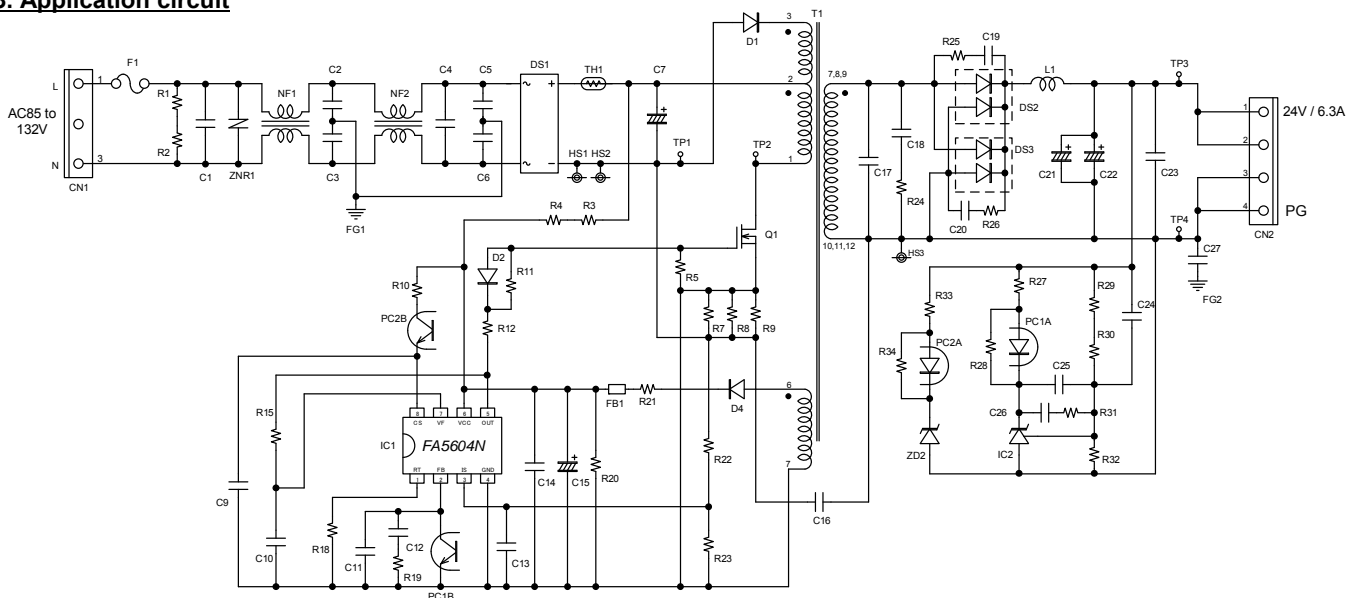 8. Application circuit
3
T1
D1
R25
C19
F1
C2
C4
C5
DS1
TH1
C7
2
7,8,9
L1
TP3
L
1
+
~
DS2
1
24V / 6.3A
AC85 to
132V
R1
NF1
NF2
C18
2
R2
TP1
TP2
DS3
C17
C21
C22
C23
N
3
HS1
HS2
1
3
CN1
C1
ZNR1
C3
C6
~
−
R24
C20
R26
TP4
4
PG
R4
R3
FG1
Q1
10,11,12
HS3
CN2
C27
D2
R11
R5
FG2
R10
R33
R27
R29
C24
PC2B
R12
R7
R8
R9
PC2A
PC1A
R30
R34
R28
C25
6
FB1
R21
D4
C26
R31
R15
8
7
6
5
CS
VF
VCC
OUT
IC1
FA5604N
ZD2
IC2
R32
RT
FB
IS
GND
1
2
3
4
R22
7
C9
C14
C15
R20
C16
C10
R18
C11
C12
R19
C13
R23
PC1B